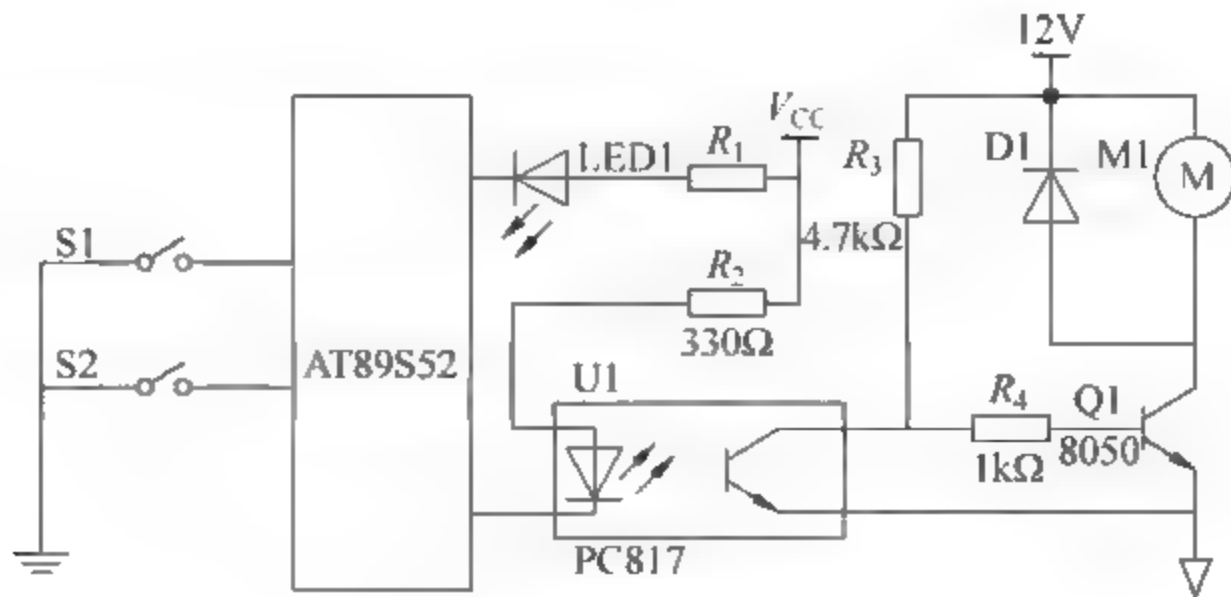 12V
V_CC
R_1
LED1
R_3
D1
M1
M
4.7kΩ
S1
R_2
330Ω
S2
AT89S52
U1
R_4
Q1
1kΩ
8050
PC817